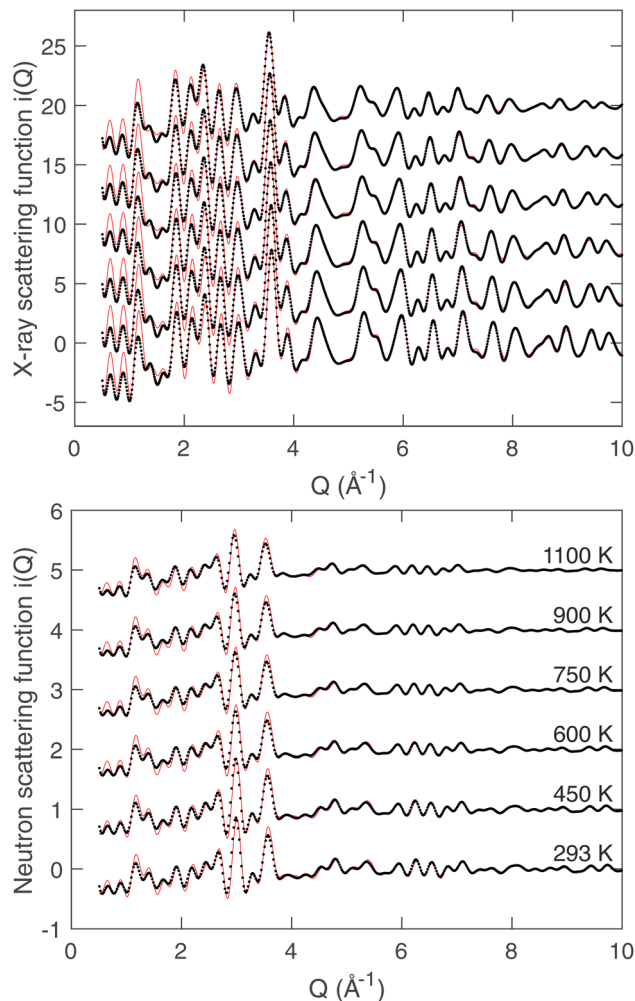 X-ray scattering function i(Q)
25
20
15
10
5
0
-5
0 2 4 6 8 10
Q (Å-1)
Neutron scattering function i(Q)
6
5
4
3
2
1
0
-1
1100 K
900 K
750 K
600 K
450 K
293 K
0 2 4 6 8 10
Q (Å-1)